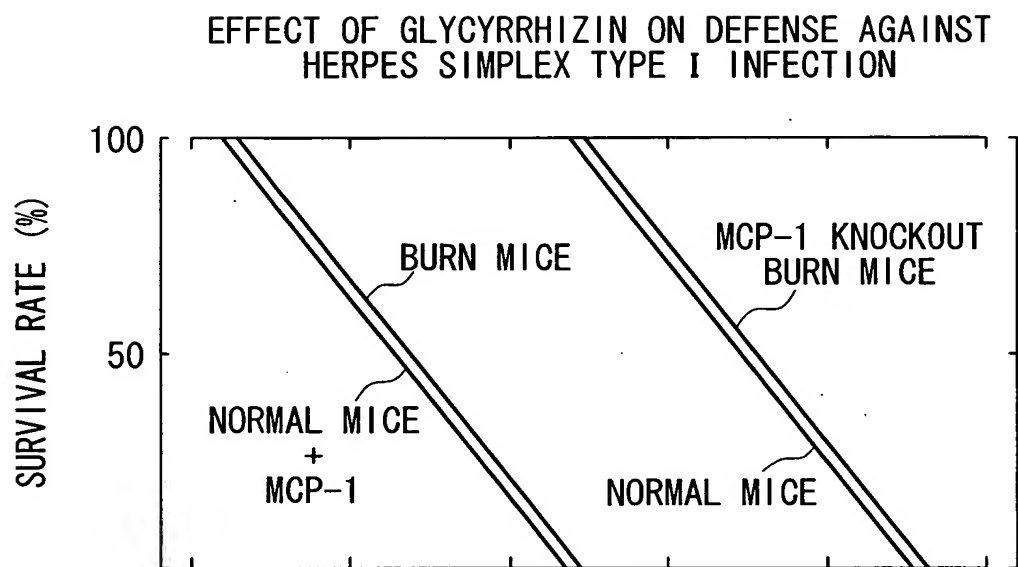 EFFECT OF GLYCYRRHIZIN ON DEFENSE AGAINST
HERPES SIMPLEX TYPE I INFECTION
100
50
SURVIVAL RATE (%)
BURN MICE
MCP-1 KNOCKOUT
BURN MICE
NORMAL MICE
+
MCP-1
NORMAL MICE